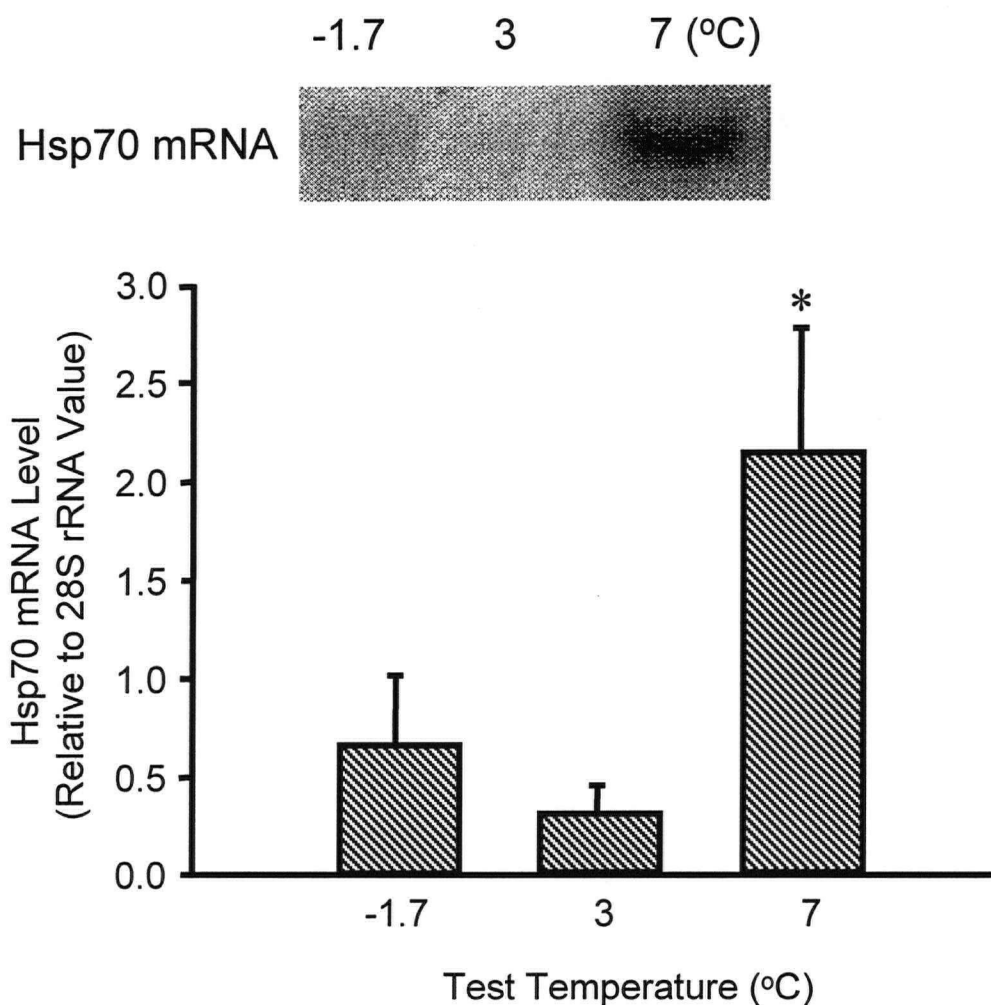 -1.7 3 7 (°C)
Hsp70 mRNA
3.0
*
2.5
2.0
1.5
1.0
0.5
0.0
Hsp70 mRNA Level
(Relative to 28S rRNA Value)
-1.7 3 7
Test Temperature (°C)